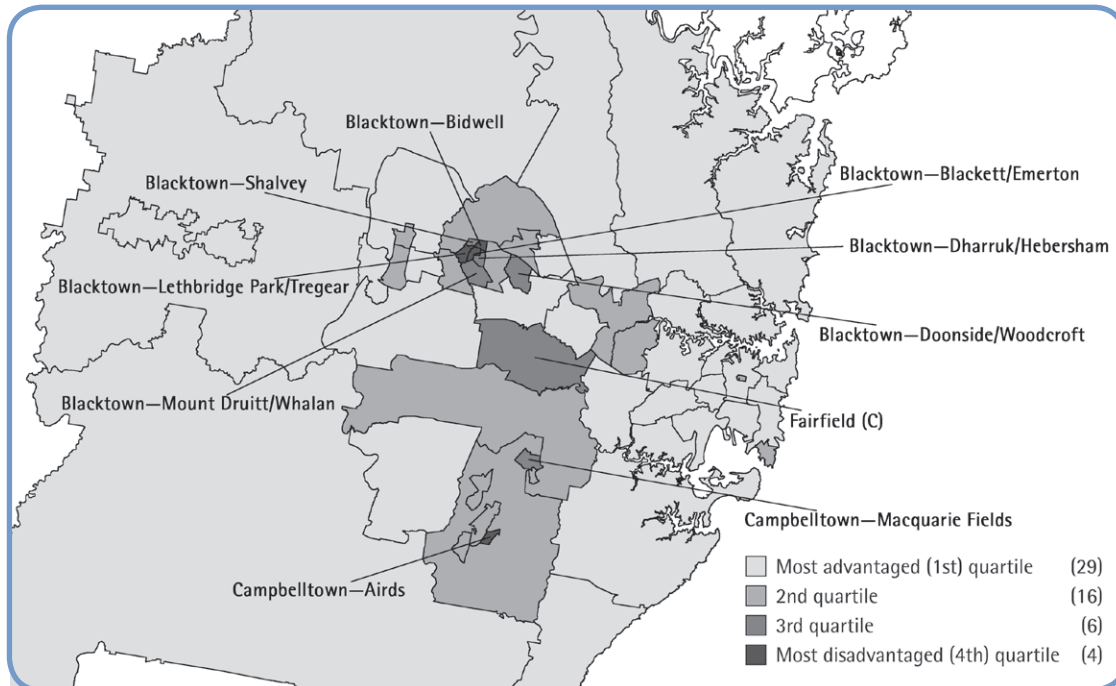 Blacktown—Bidwell
Blacktown—Shalvey
Blacktown—Blackett/Emerton
Blacktown—Dharruk/Hebersham
Blacktown—Lethbridge Park/Tregear
Blacktown—Doonside/Woodcroft
Blacktown—Mount Druitt/Whalan
Fairfield (C)
Campbelltown—Macquarie Fields
Campbelltown—Airds
Most advantaged (1st) quartile (29)
2nd quartile (16)
3rd quartile (6)
Most disadvantaged (4th) quartile (4)